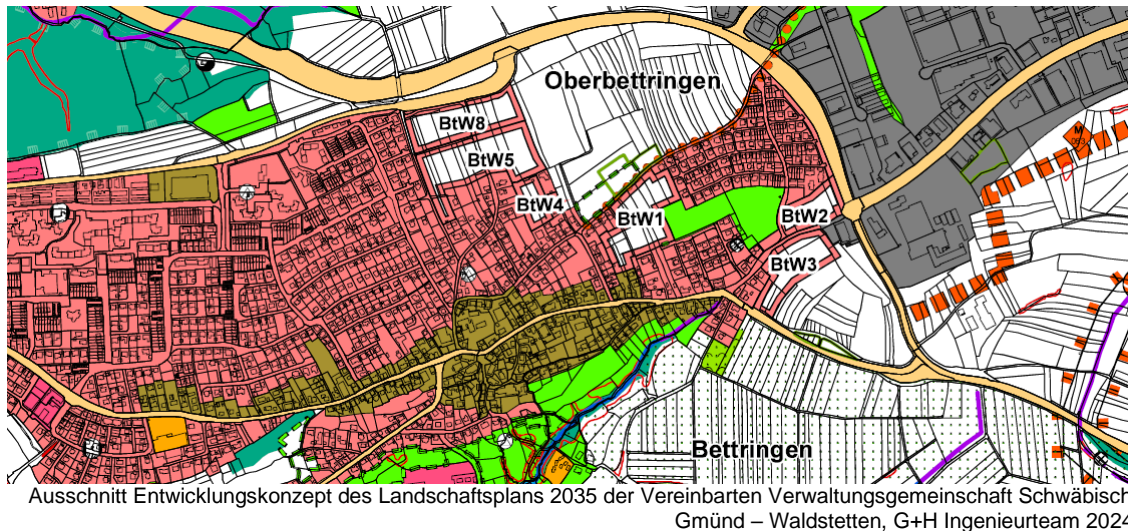 Oberbettringen
BtW8
BtW5
BtW4
BtW1
BtW2
BtW3
M
Bettringen
Ausschnitt Entwicklungskonzept des Landschaftsplans 2035 der Vereinbarten Verwaltungsgemeinschaft Schwäbisch
Gmünd – Waldstetten, G+H Ingenieurteam 2024